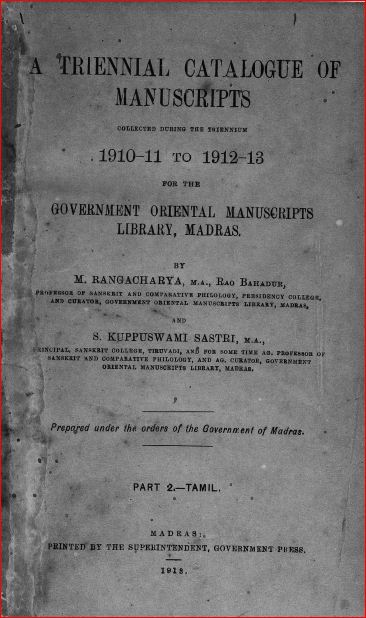 A TRIENNIAL CATALOGUE OF
MANUSCRIPTS
COLLECTED DURING THE TRIENNIUM
1910-11 TO 1912-13
FOR THE
GOVERNMENT ORIENTAL MANUSCRIPTS
LIBRARY, MADRAS.
BY
M. RANGACHARYA, M.A., RAO BAHADUR,
PROFESSOR OF SANSKRIT AND COMPARATIVE PHILOLOGY, PRESIDENCY COLLEGE,
AND CURATOR, GOVERNMENT ORIENTAL MANUSCRIPTS LIBRARY, MADRAS,
AND
S. KUPPUSWAMI SASTRI, M.A.,
PRINCIPAL, SANSKRIT COLLEGE, TIRUVADI, AND FOR SOME TIME AG. PROFESSOR OF
SANSKRIT AND COMPARATIVE PHILOLOGY, AND AG. CURATOR, GOVERNMENT
ORIENTAL MANUSCRIPTS LIBRARY, MADRAS.
Prepared under the orders of the Government of Madras.
PART 2.—TAMIL.
MADRAS:
PRINTED BY THE SUPERINTENDENT, GOVERNMENT PRESS.
1918.